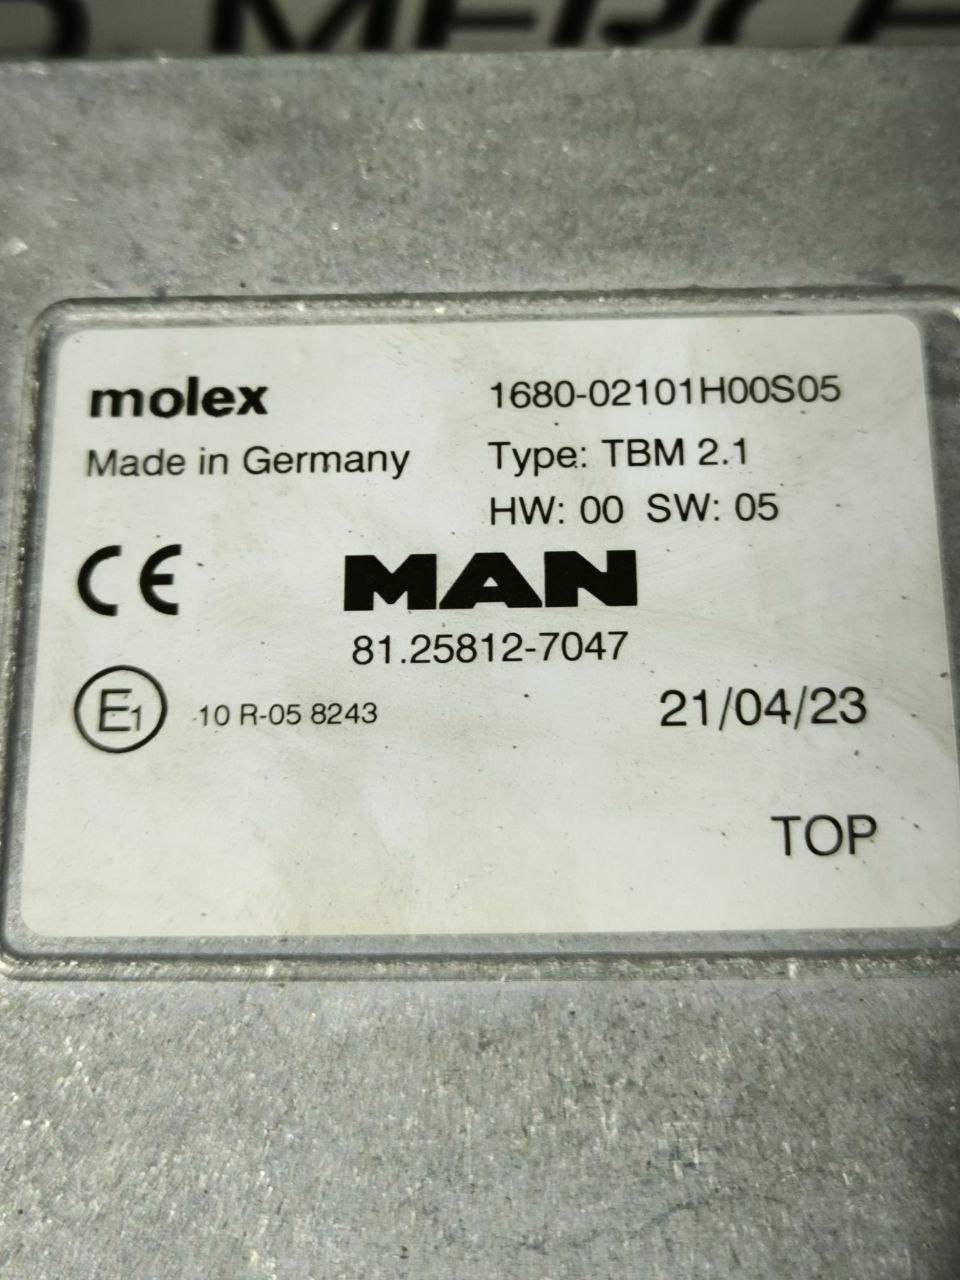 molex
Made in Germany
1680-02101H00S05
Type: TBM 2.1
HW: 00 SW: 05
CE
MAN
81.25812-7047
E1
10 R-05 8243
21/04/23
TOP